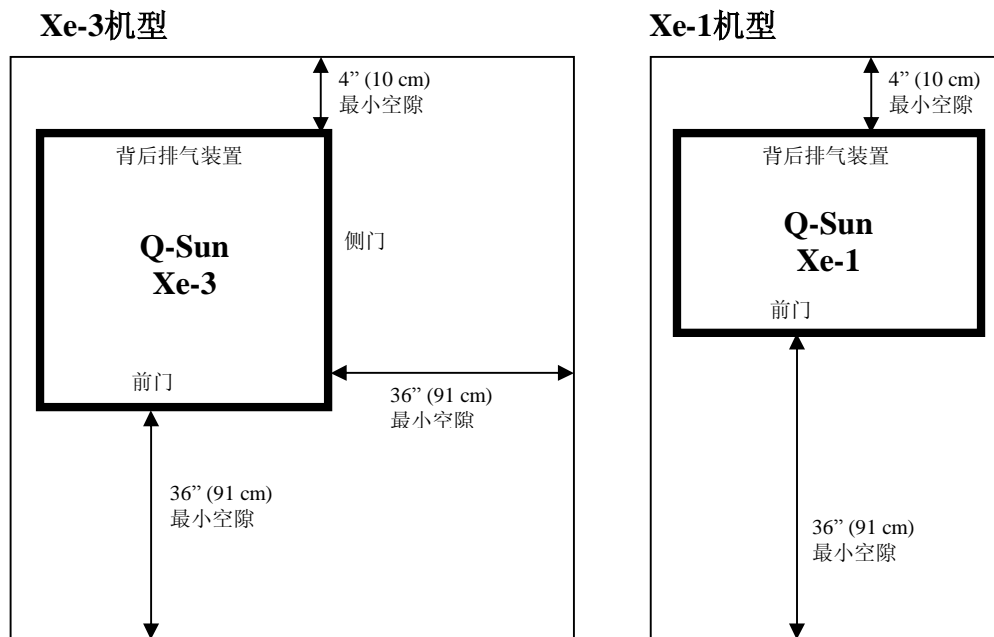 Xe-3机型
4” (10 cm)
最小空隙
背后排气装置
Q-Sun
Xe-3
侧门
前门
36” (91 cm)
最小空隙
36” (91 cm)
最小空隙
Xe-1机型
4” (10 cm)
最小空隙
背后排气装置
Q-Sun
Xe-1
前门
36” (91 cm)
最小空隙